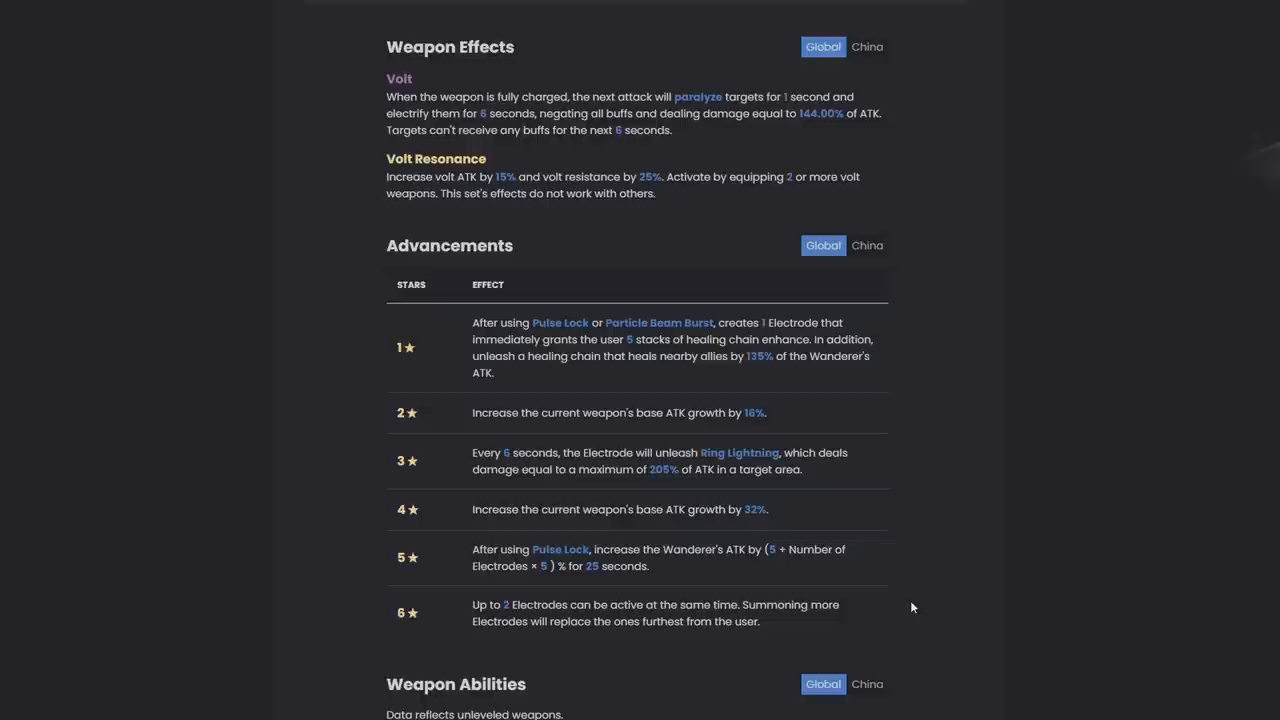 Weapon Effects
Global China
Volt
When the weapon is fully charged, the next attack will paralyze targets for 1 second and
electrify them for 6 seconds, negating all buffs and dealing damage equal to 144.00% of ATK.
Targets can't receive any buffs for the next 6 seconds.
Volt Resonance
Increase volt ATK by 15% and volt resistance by 25%. Activate by equipping 2 or more volt
weapons. This set's effects do not work with others.
Advancements
Global China
STARS EFFECT
1★
After using Pulse Lock or Particle Beam Burst, creates 1 Electrode that
immediately grants the user 5 stacks of healing chain enhance. In addition,
unleash a healing chain that heals nearby allies by 135% of the Wanderer's
ATK.
2★ Increase the current weapon's base ATK growth by 16%.
3★
Every 6 seconds, the Electrode will unleash Ring Lightning, which deals
damage equal to a maximum of 205% of ATK in a target area.
4★ Increase the current weapon's base ATK growth by 32%.
5★
After using Pulse Lock, increase the Wanderer's ATK by (5 + Number of
Electrodes × 5 ) % for 25 seconds.
6★
Up to 2 Electrodes can be active at the same time. Summoning more
Electrodes will replace the ones furthest from the user.
Weapon Abilities
Global China
Data reflects unleveled weapons.